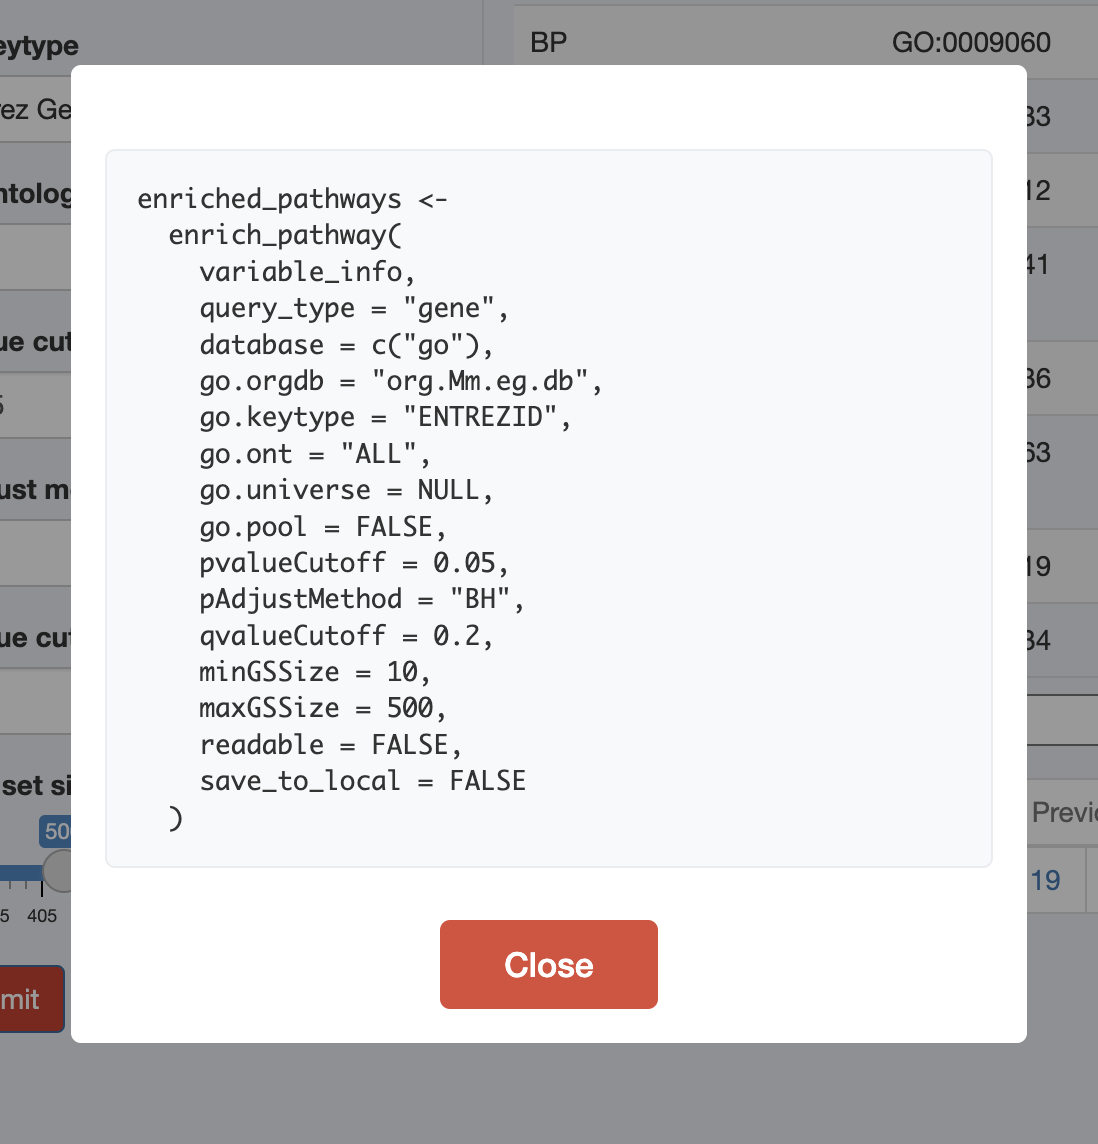 eytype
BP GO:0009060
ez Ge
33
ntolog
12
41
ue cut
36
5
63
ust m
19
ue cut
34
set si
500
Previo
19
5 405
mit
enriched_pathways <-
  enrich_pathway(
    variable_info,
    query_type = "gene",
    database = c("go"),
    go.orgdb = "org.Mm.eg.db",
    go.keytype = "ENTREZID",
    go.ont = "ALL",
    go.universe = NULL,
    go.pool = FALSE,
    pvalueCutoff = 0.05,
    pAdjustMethod = "BH",
    qvalueCutoff = 0.2,
    minGSSize = 10,
    maxGSSize = 500,
    readable = FALSE,
    save_to_local = FALSE
  )
Close